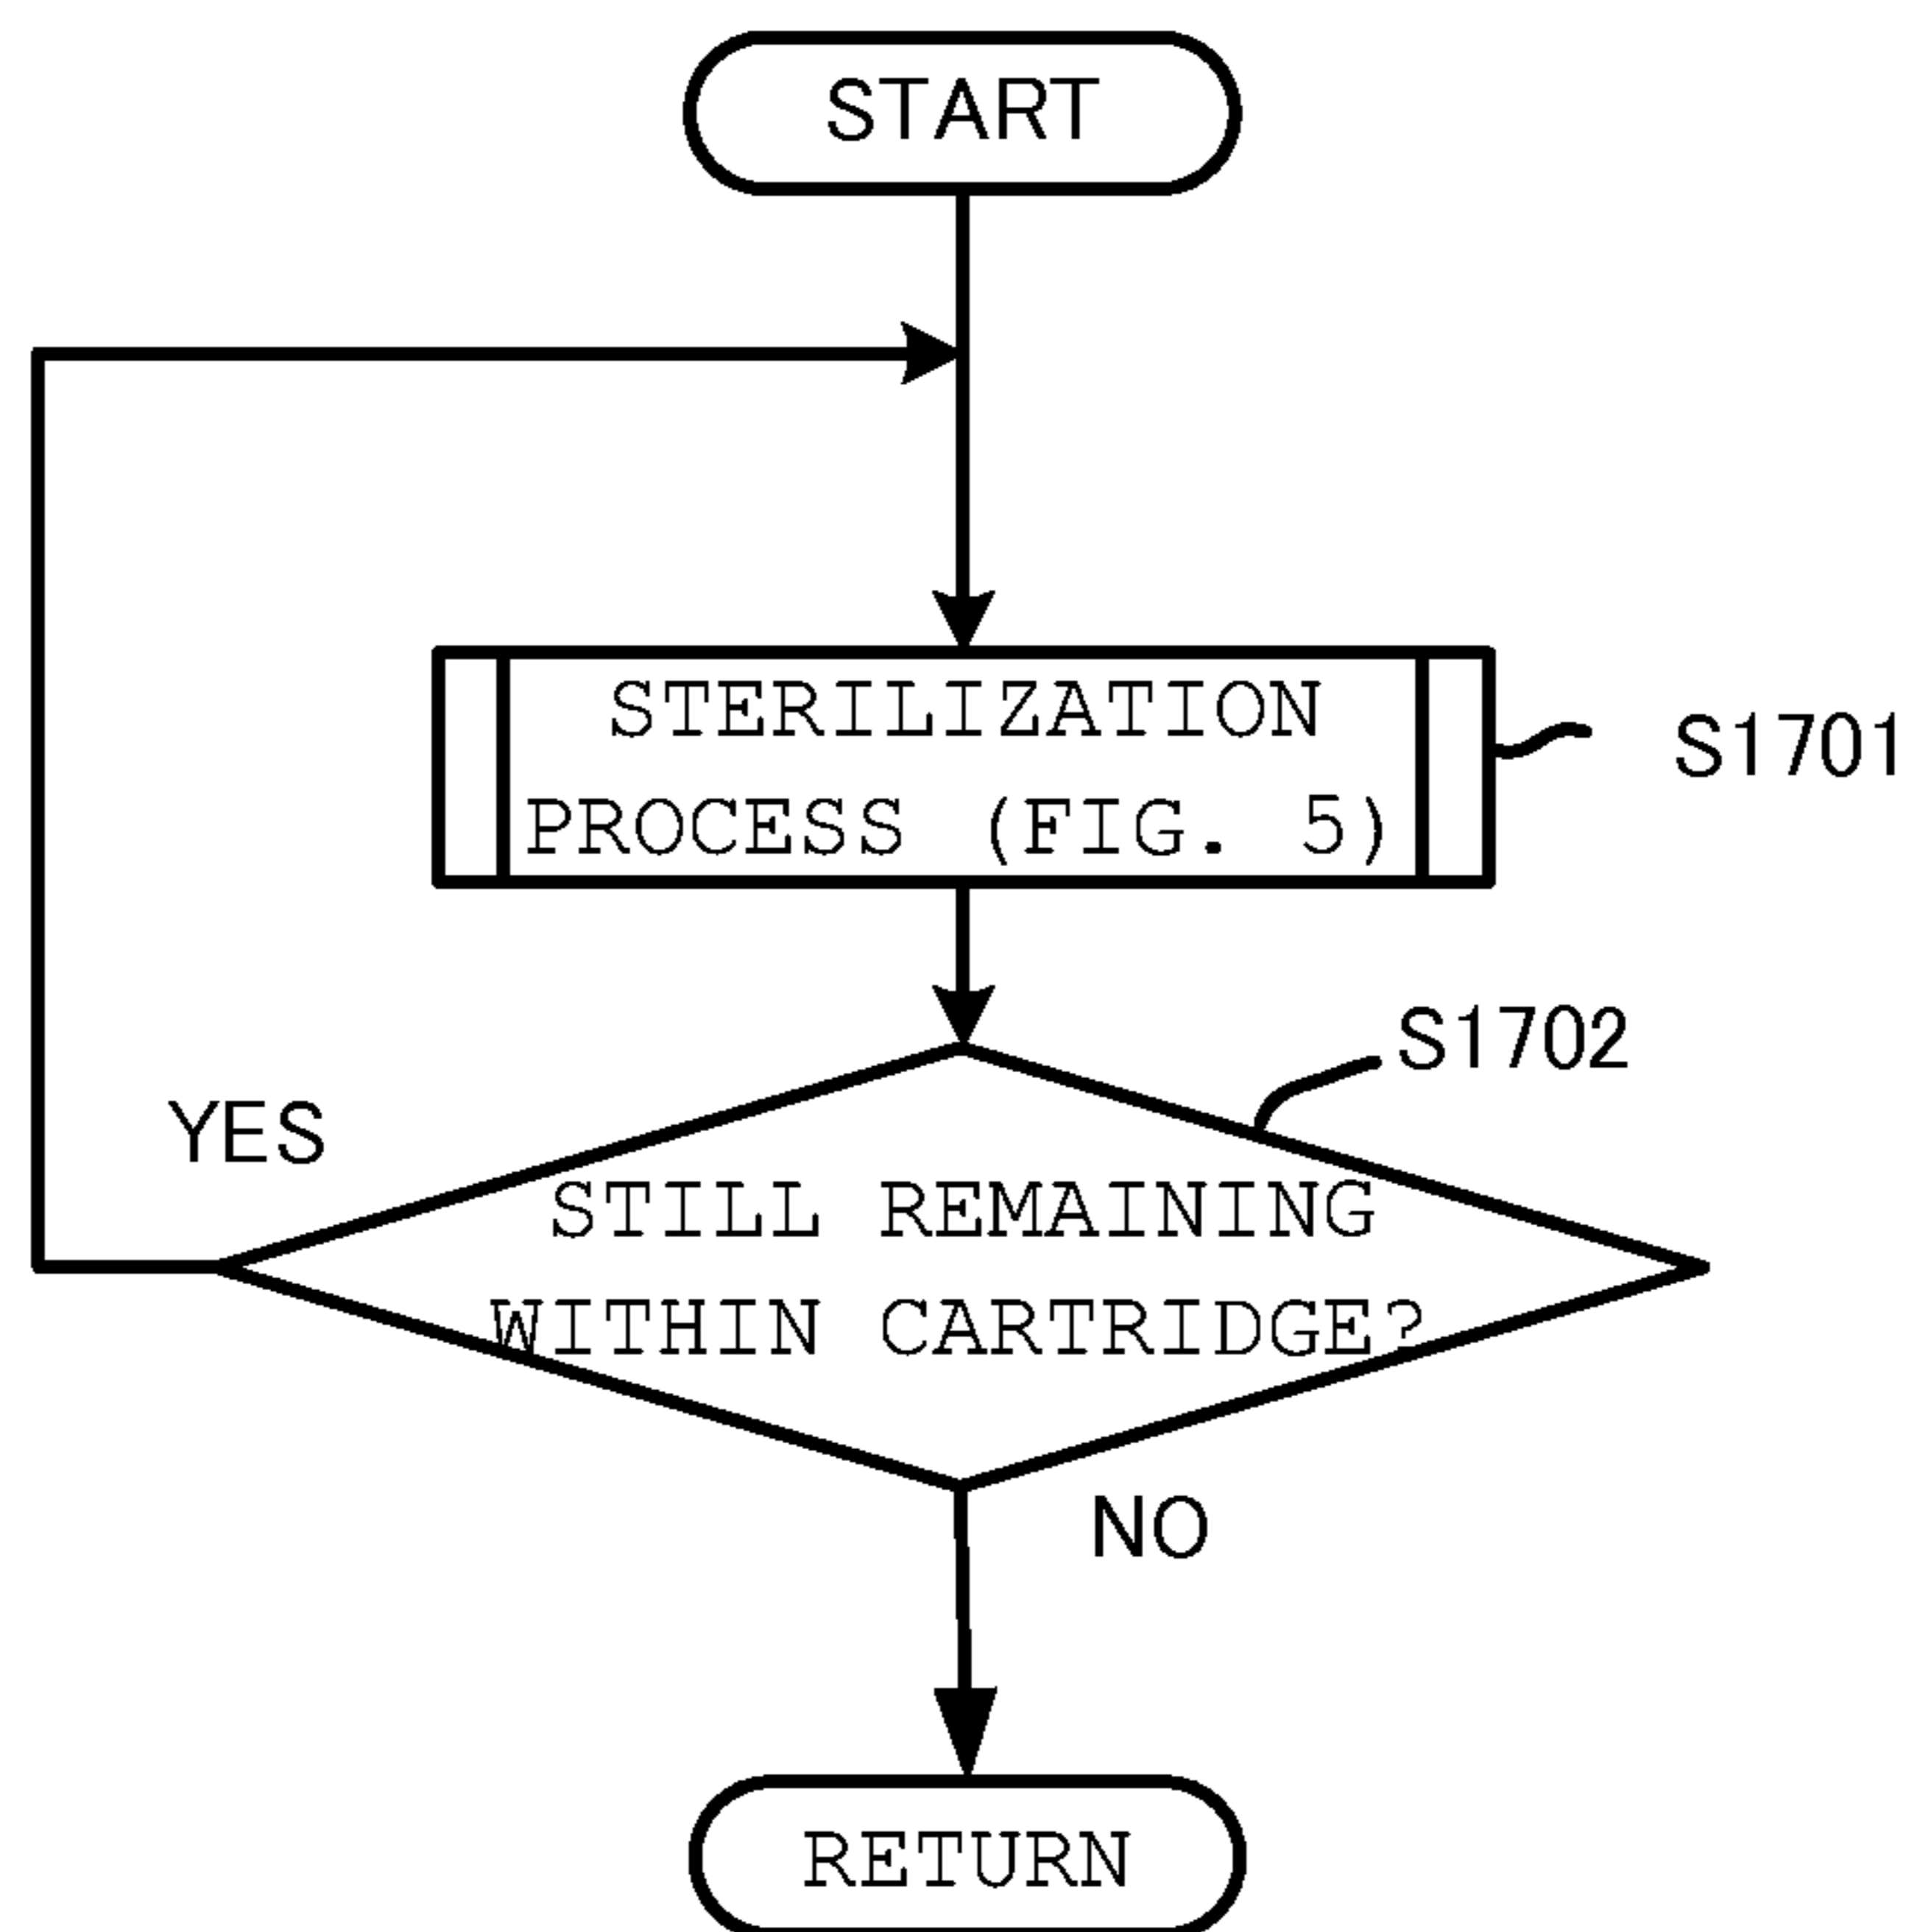 START
STERILIZATION
PROCESS (FIG. 5)
S1701
S1702
YES
STILL REMAINING
WITHIN CARTRIDGE?
NO
RETURN